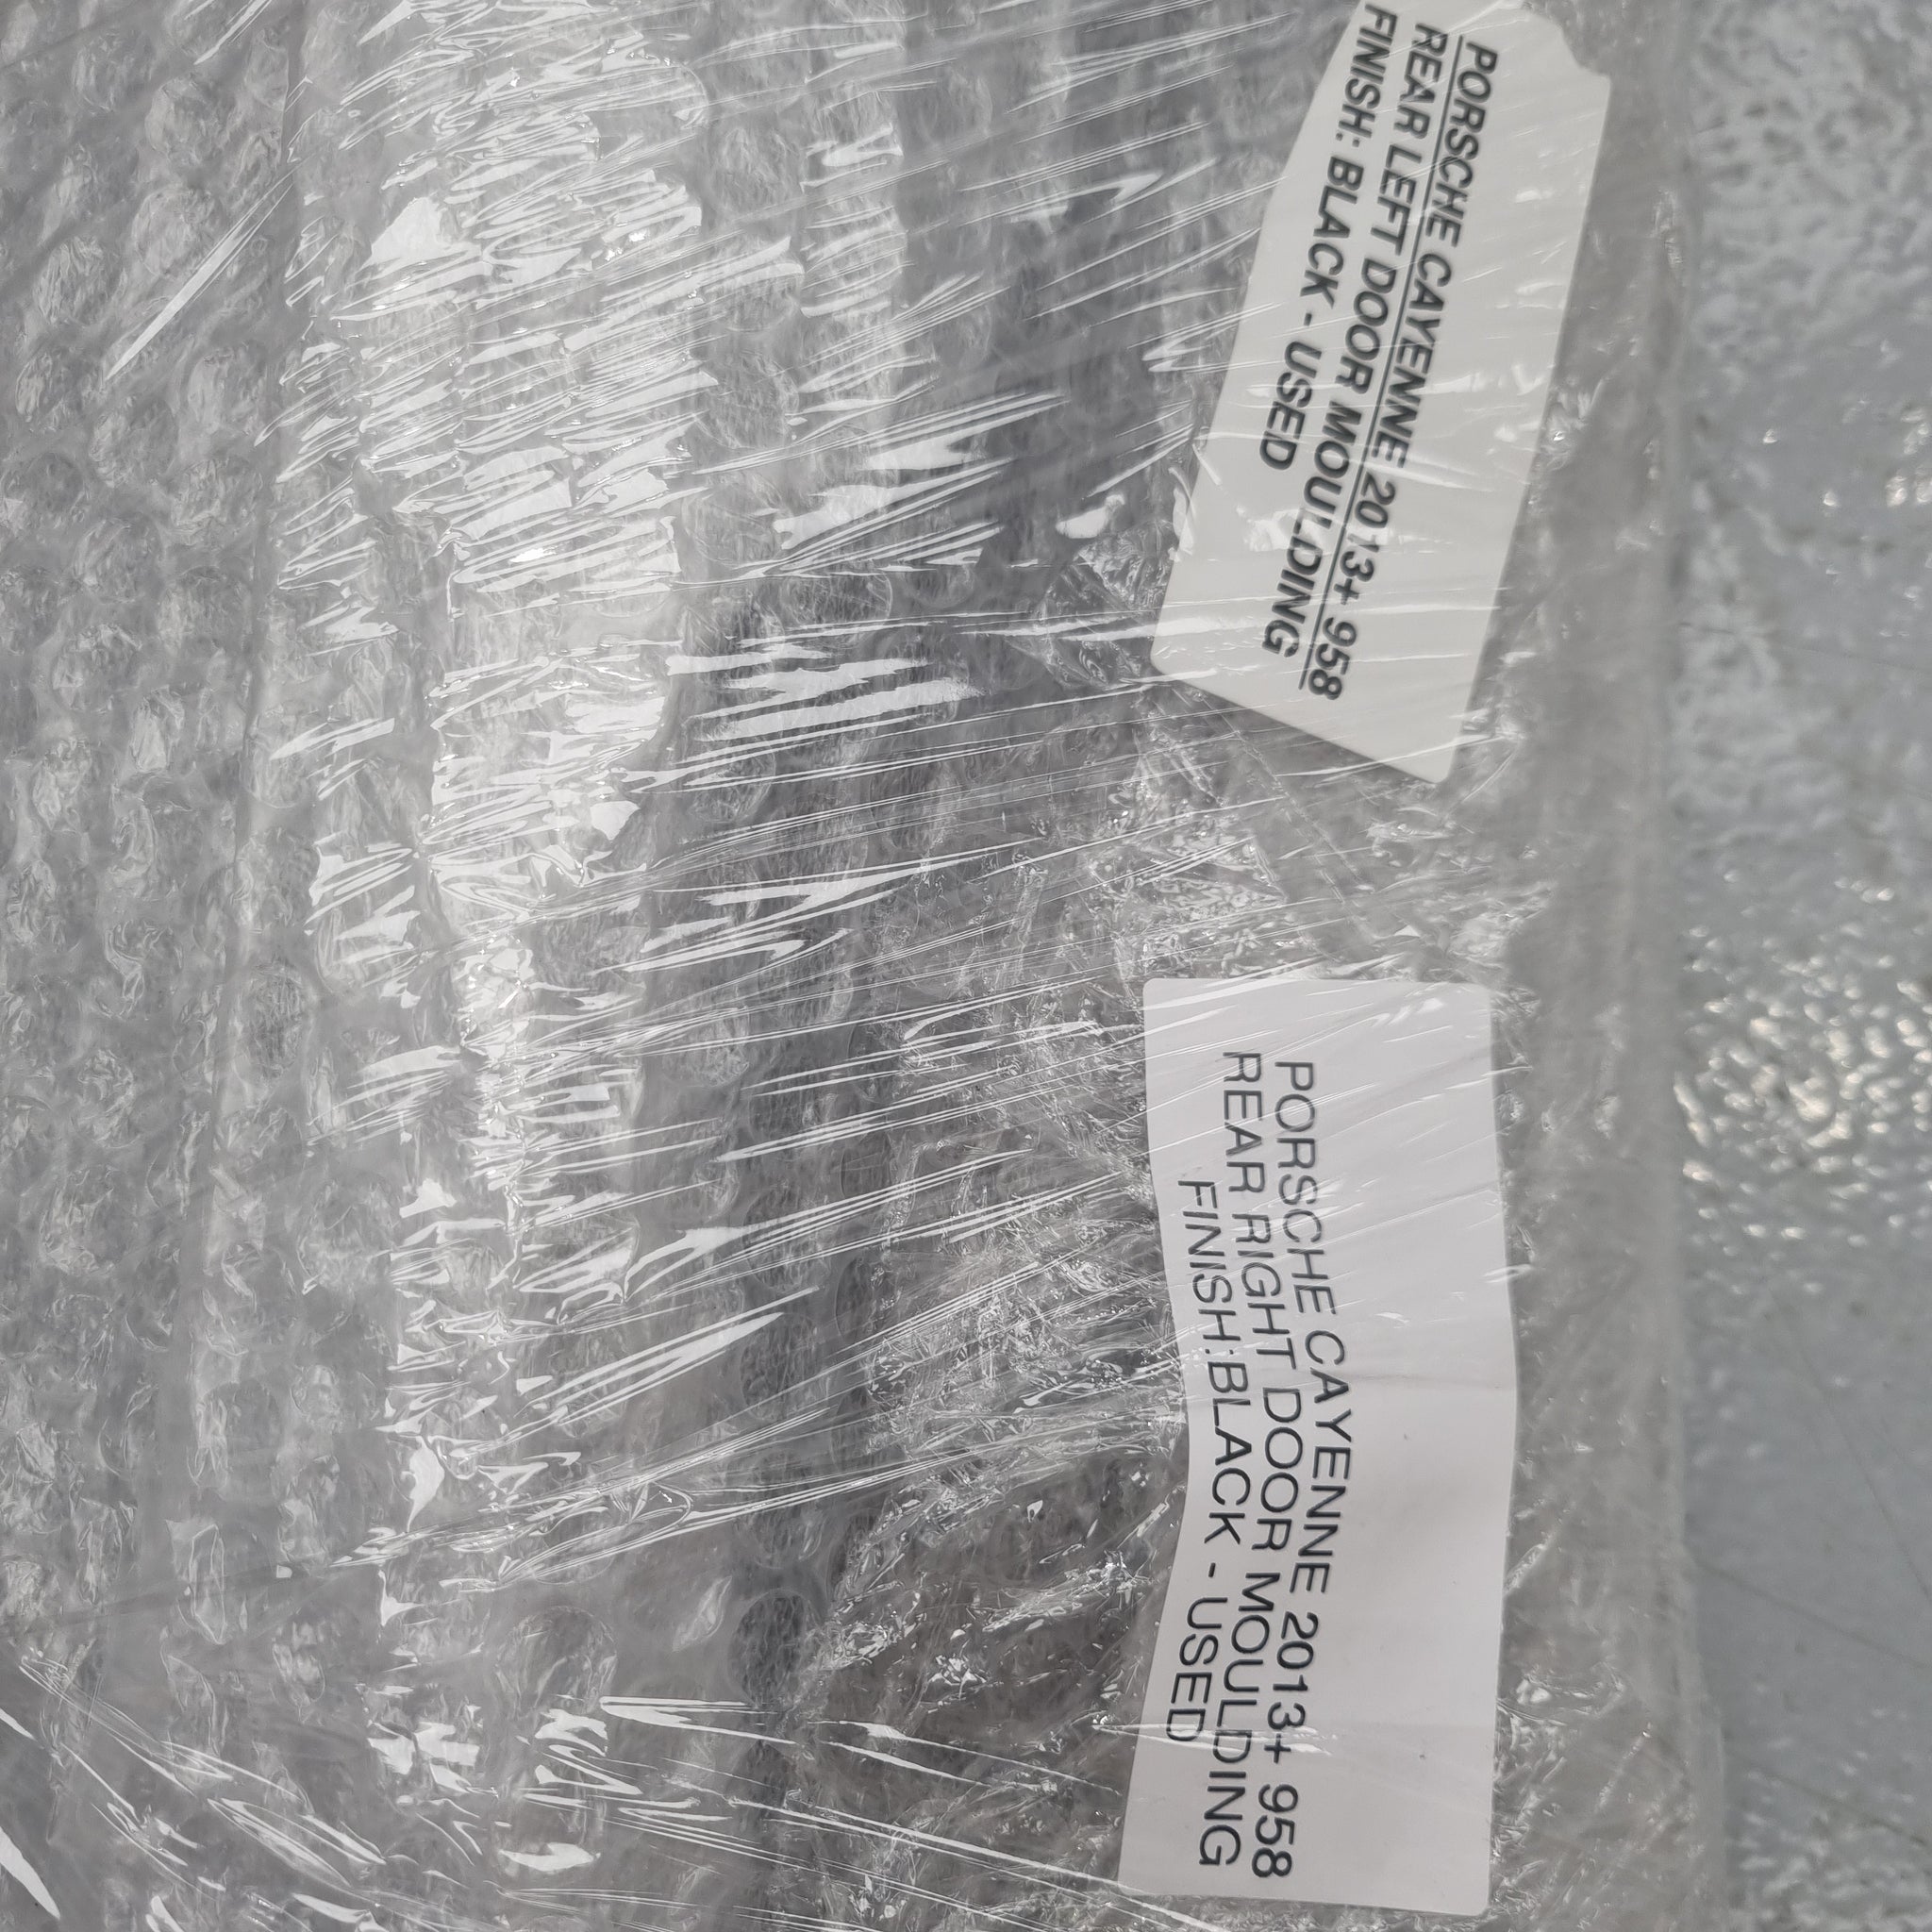 PORSCHE CAYENNE 2013+ 958
REAR LEFT DOOR MOULDING
FINISH: BLACK - USED
PORSCHE CAYENNE 2013+ 958
REAR RIGHT DOOR MOULDING
FINISH:BLACK - USED